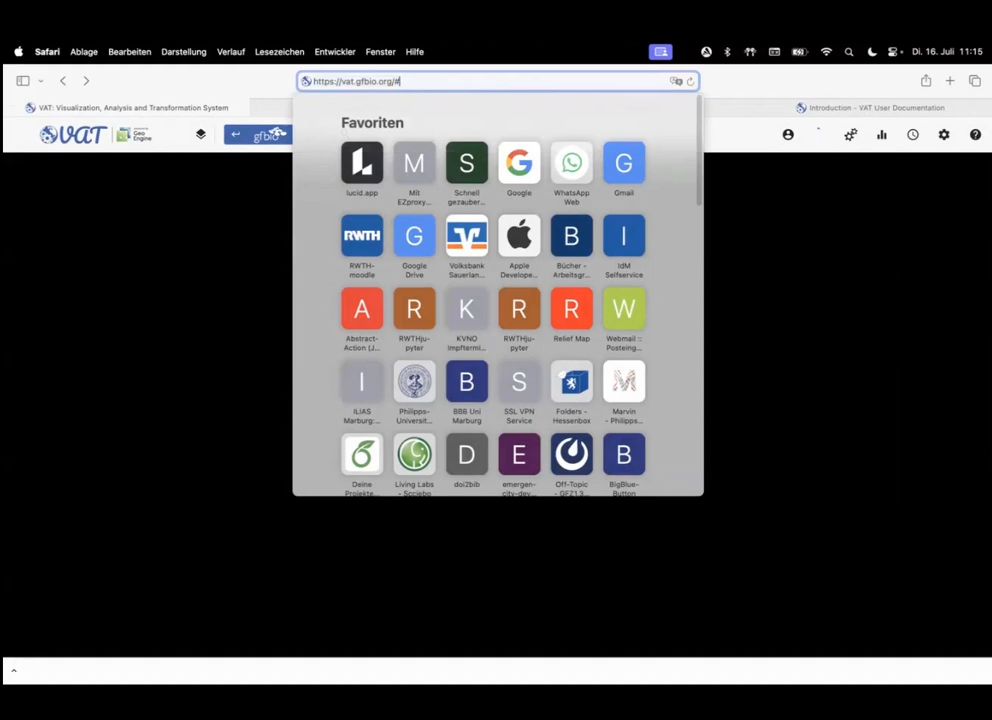 Safari Ablage Bearbeiten Darstellung Verlauf Lesezeichen Entwickler Fenster Hilfe Di. 16. Juli 11:15
https://vat.gfbio.org/#
VAT: Visualization, Analysis and Transformation System
Introduction – VAT User Documentation
VAT Geo Engine gfbio
Favoriten
M S G G
lucid.app
Mit EZproxy...
Schnell gezauber...
Google
WhatsApp Web
Gmail
RWTH G B I
RWTH-moodle
Google Drive
Volksbank Sauerlan...
Apple Develope...
Bücher - Arbeitsgr...
IdM Selfservice
A R K R R W
Abstract-Action (J...
RWTHju-pyter
KVNO Impftermi...
RWTHju-pyter
Relief Map
Webmail :: Posteing...
I B S
ILIAS Marburg:...
Philipps-Universit...
BBB Uni Marburg
SSL VPN Service
Folders - Hessenbox
Marvin - Philipps...
D E B
Deine Projekte...
Living Labs - Scciebo
doi2bib
emergen-city-dev...
Off-Topic - GFZ1.3...
BigBlue-Button